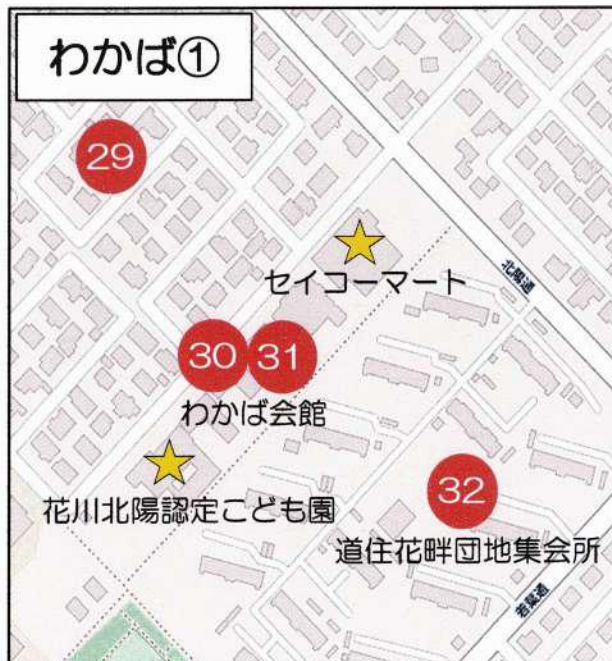 わかば①
29
セイコーマート
北陽通
30 31
わかば会館
花川北陽認定こども園
32
道住花畔団地集会所
若葉通